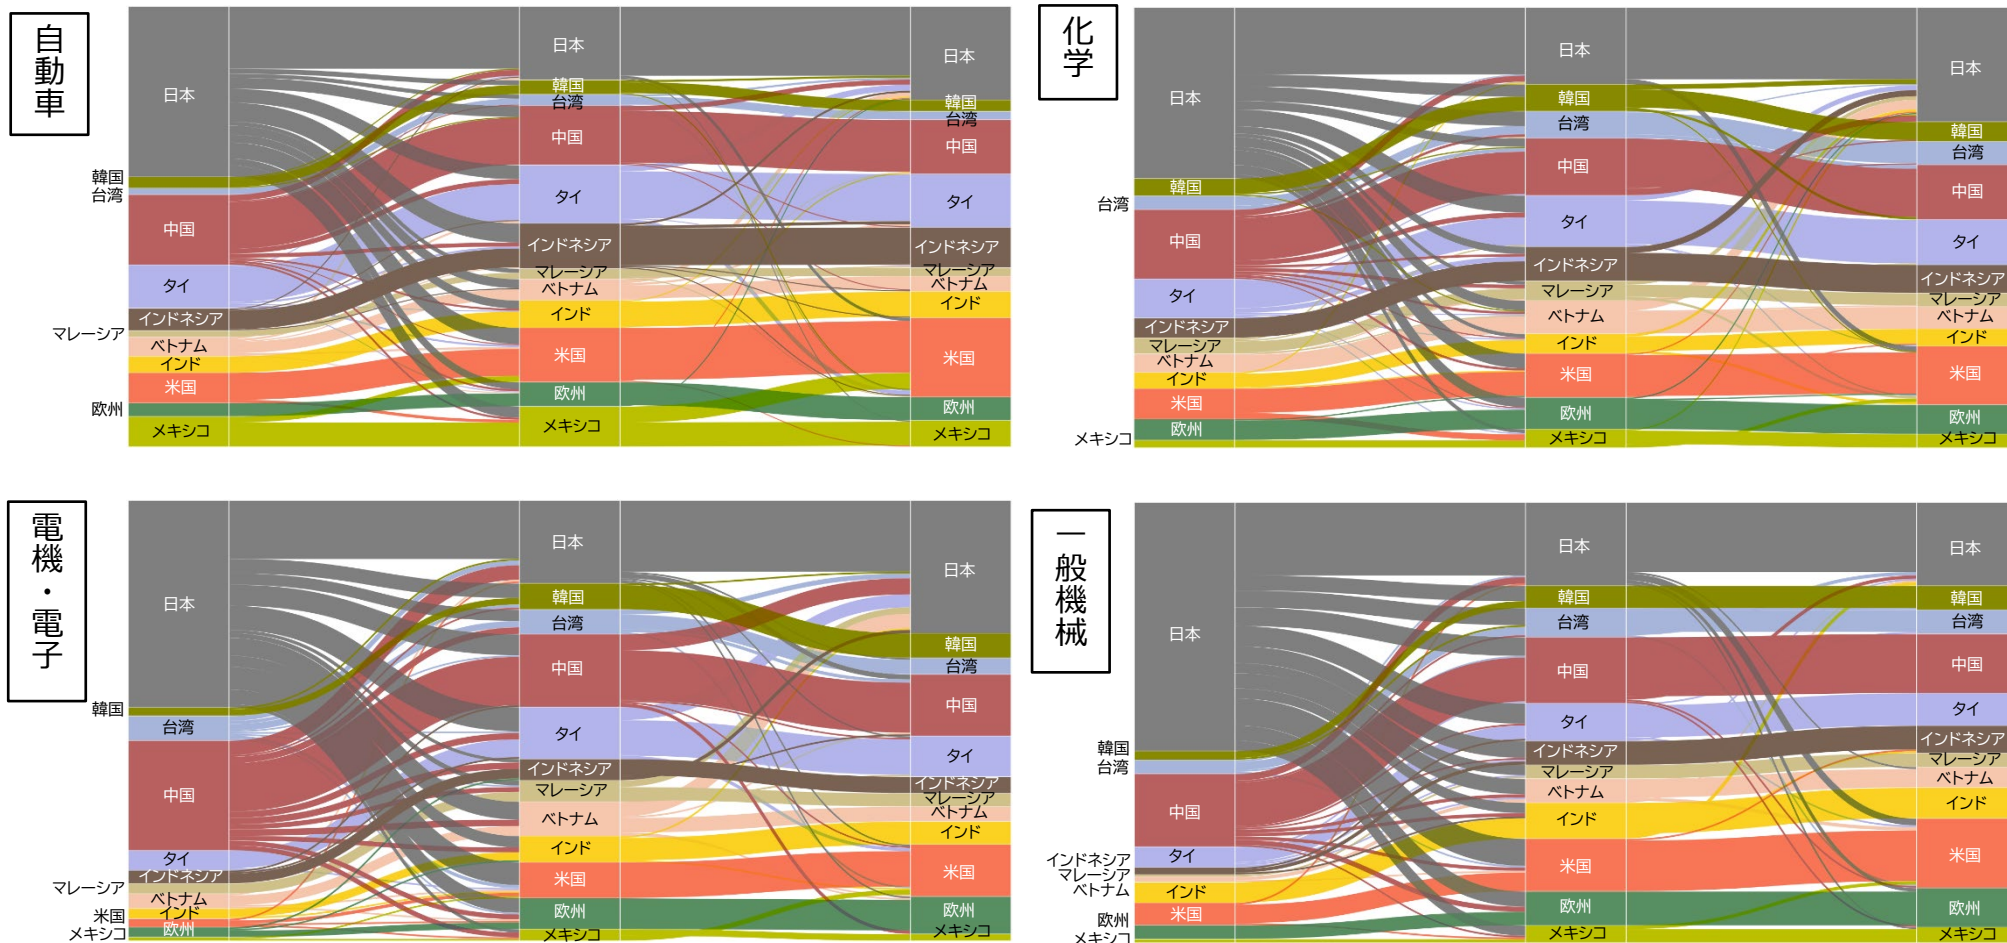 自動車
日本
韓国
台湾
中国
タイ
インドネシア
マレーシア
ベトナム
インド
米国
欧州
メキシコ
日本
韓国
台湾
中国
タイ
インドネシア
マレーシア
ベトナム
インド
米国
欧州
メキシコ
日本
韓国
台湾
中国
タイ
インドネシア
マレーシア
ベトナム
インド
米国
欧州
メキシコ
化学
日本
韓国
台湾
中国
タイ
インドネシア
マレーシア
ベトナム
インド
米国
欧州
メキシコ
日本
韓国
台湾
中国
タイ
インドネシア
マレーシア
ベトナム
インド
米国
欧州
メキシコ
日本
韓国
台湾
中国
タイ
インドネシア
マレーシア
ベトナム
インド
米国
欧州
メキシコ
電機・電子
日本
韓国
台湾
中国
タイ
インドネシア
マレーシア
ベトナム
インド
米国
欧州
メキシコ
日本
韓国
台湾
中国
タイ
インドネシア
マレーシア
ベトナム
インド
米国
欧州
メキシコ
日本
韓国
台湾
中国
タイ
インドネシア
マレーシア
ベトナム
インド
米国
欧州
メキシコ
一般機械
日本
韓国
台湾
中国
タイ
インドネシア
マレーシア
ベトナム
インド
米国
欧州
メキシコ
日本
韓国
台湾
中国
タイ
インドネシア
マレーシア
ベトナム
インド
米国
欧州
メキシコ
日本
韓国
台湾
中国
タイ
インドネシア
マレーシア
ベトナム
インド
米国
欧州
メキシコ